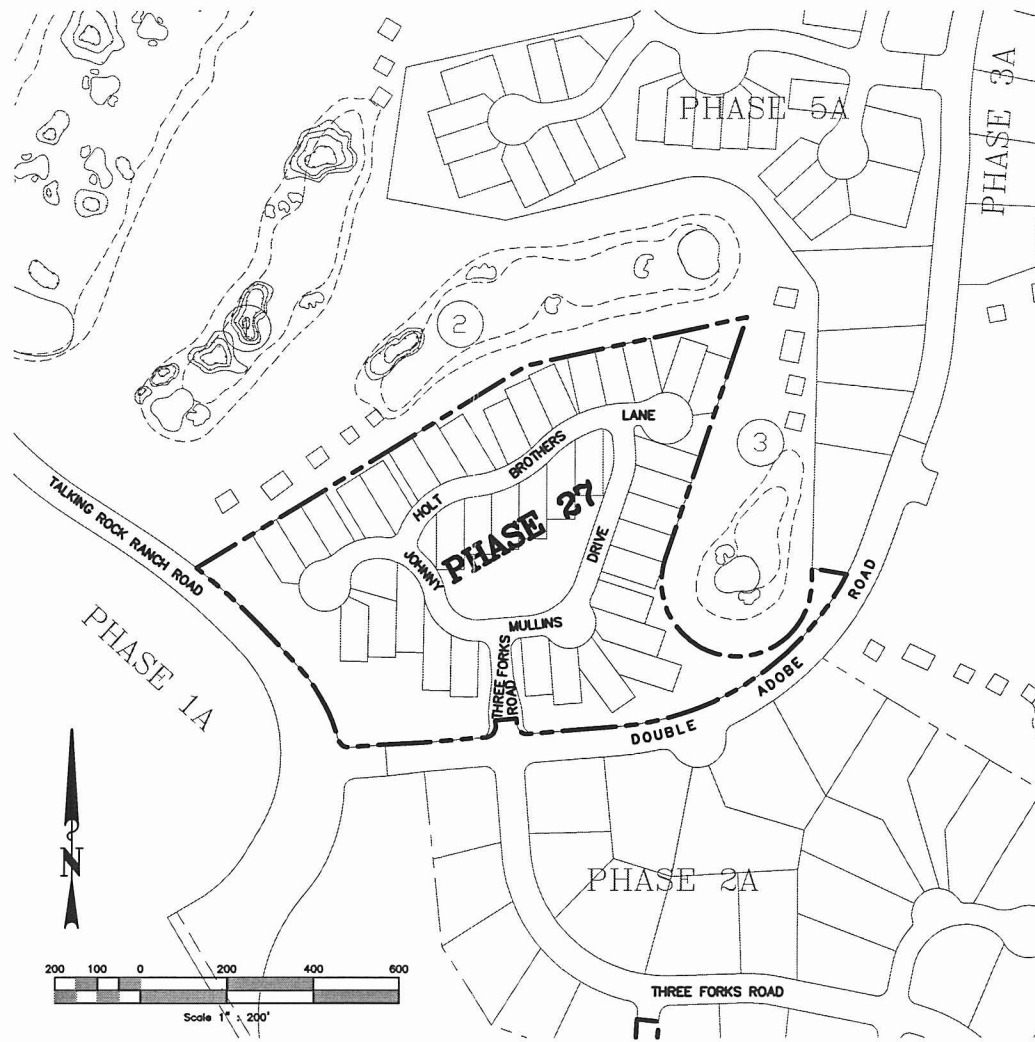 PHASE 5A
PHASE 3A
2
LANE
BROTHERS
HOLT
3
PHASE 27
TALKING ROCK RANCH ROAD
JOHNNY
DRIVE
MULLINS
ROAD
ADOBE
DOUBLE
THREE FORKS
ROAD
PHASE 1A
N
PHASE 2A
200 100 0 200 400 600
Scale 1" : 200'
THREE FORKS ROAD